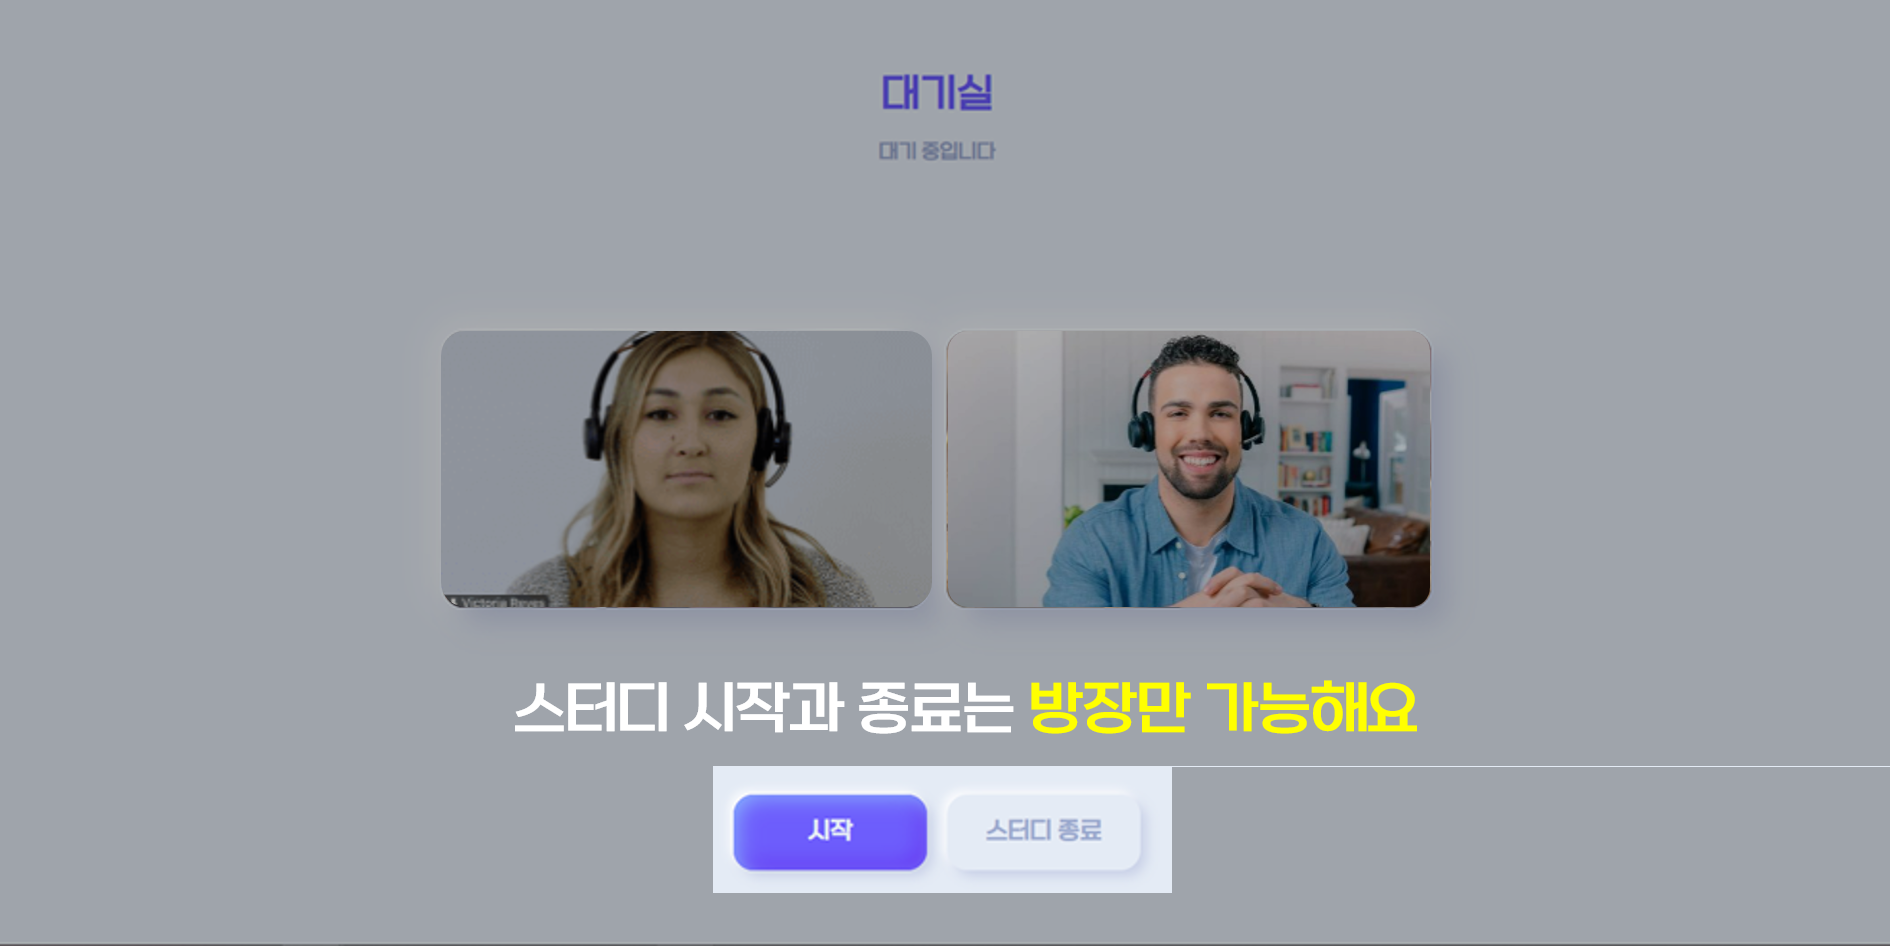 대기실
대기 중입니다
Victoria
스터디 시작과 종료는 방장만 가능해요
시작
스터디 종료